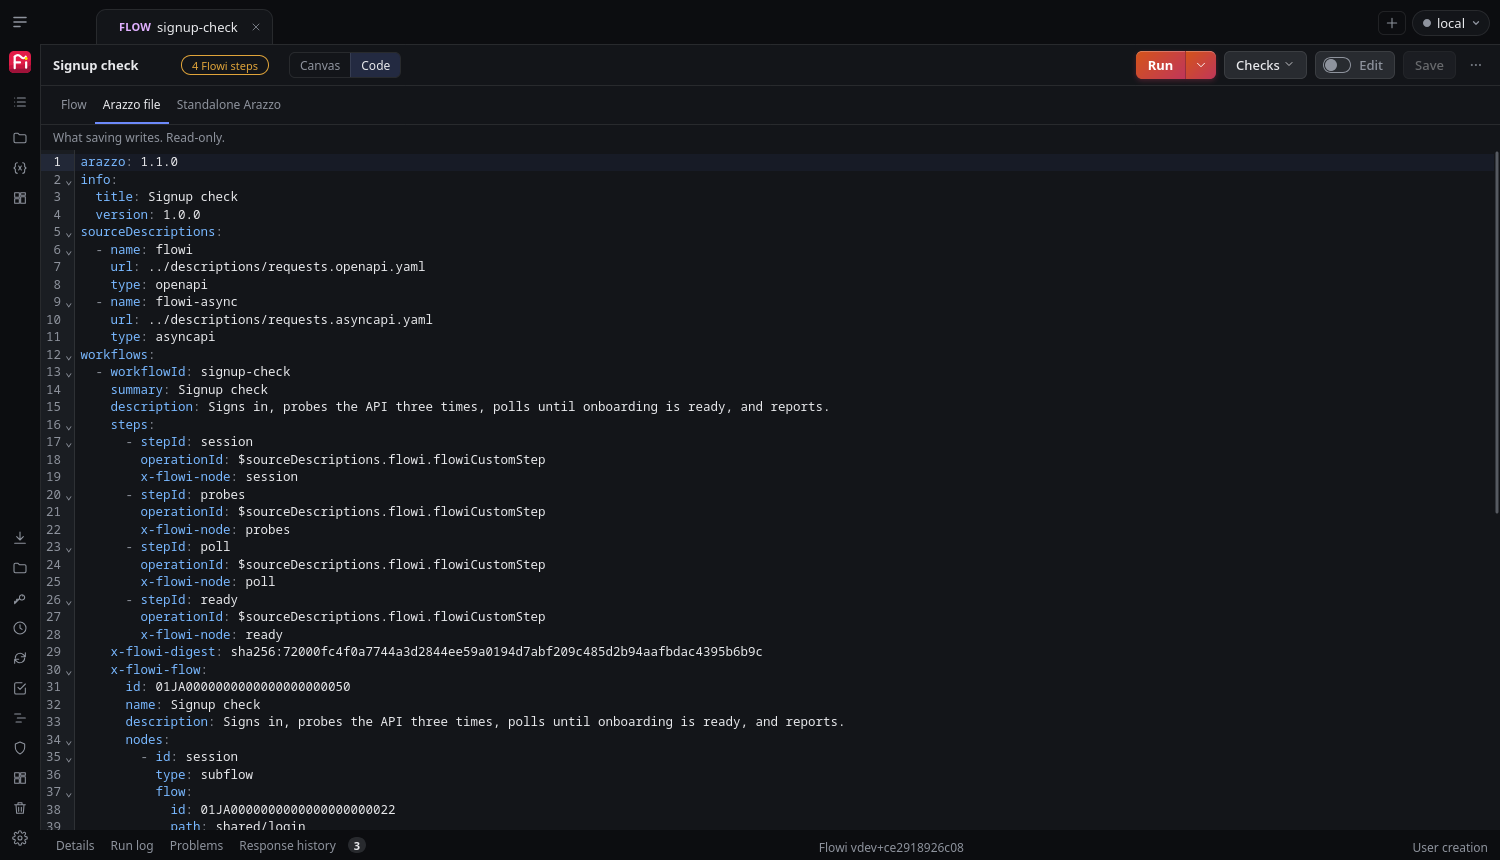 FLOW signup-check
local
Signup check
4 Flowi steps
Canvas
Code
Run
Checks
Edit
Save
Flow
Arazzo file
Standalone Arazzo
What saving writes. Read-only.
1 arazzo: 1.1.0
2 info:
3 title: Signup check
4 version: 1.0.0
5 sourceDescriptions:
6 - name: flowi
7 url: ../descriptions/requests.openapi.yaml
8 type: openapi
9 - name: flowi-async
10 url: ../descriptions/requests.asyncapi.yaml
11 type: asyncapi
12 workflows:
13 - workflowId: signup-check
14 summary: Signup check
15 description: Signs in, probes the API three times, polls until onboarding is ready, and reports.
16 steps:
17 - stepId: session
18 operationId: $sourceDescriptions.flowi.flowiCustomStep
19 x-flowi-node: session
20 - stepId: probes
21 operationId: $sourceDescriptions.flowi.flowiCustomStep
22 x-flowi-node: probes
23 - stepId: poll
24 operationId: $sourceDescriptions.flowi.flowiCustomStep
25 x-flowi-node: poll
26 - stepId: ready
27 operationId: $sourceDescriptions.flowi.flowiCustomStep
28 x-flowi-node: ready
29 x-flowi-digest: sha256:72000fc4f0a7744a3d2844ee59a0194d7abf209c485d2b94aafbdac4395b6b9c
30 x-flowi-flow:
31 id: 01JA0000000000000000000050
32 name: Signup check
33 description: Signs in, probes the API three times, polls until onboarding is ready, and reports.
34 nodes:
35 - id: session
36 type: subflow
37 flow:
38 id: 01JA0000000000000000000022
39 path: shared/login
Details
Run log
Problems
Response history
3
Flowi vdev+ce2918926c08
User creation